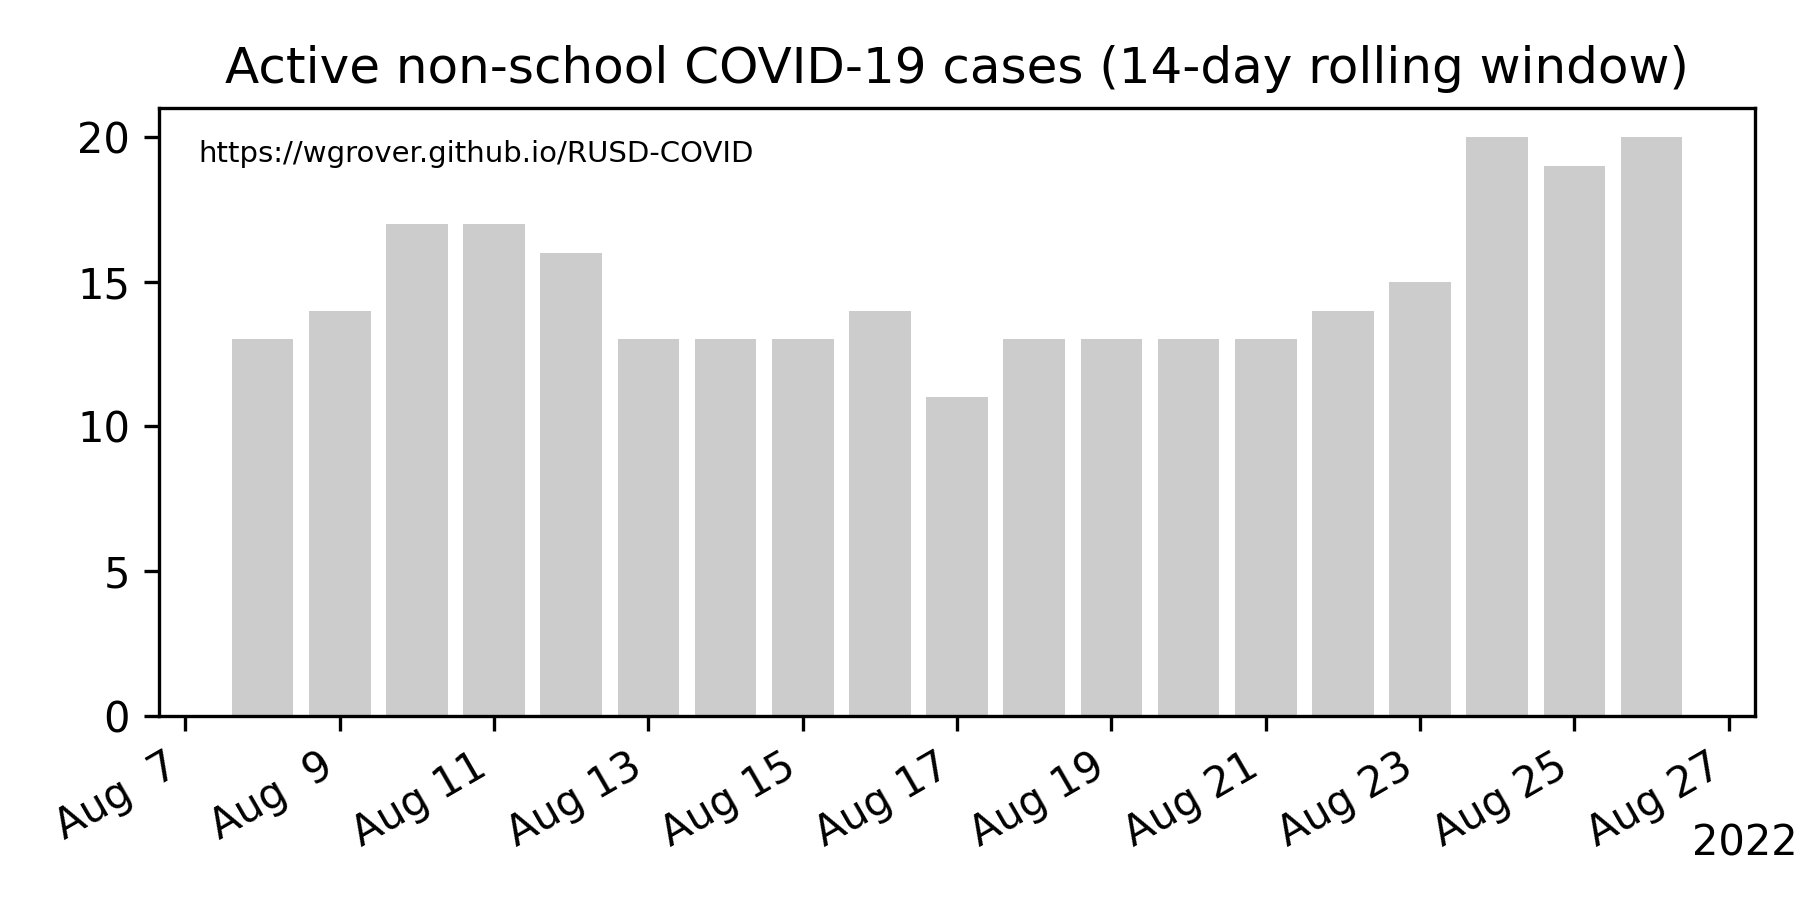 Active non-school COVID-19 cases (14-day rolling window)
https://wgrover.github.io/RUSD-COVID
20
15
10
5
0
Aug 7
Aug 9
Aug 11
Aug 13
Aug 15
Aug 17
Aug 19
Aug 21
Aug 23
Aug 25
Aug 27
2022